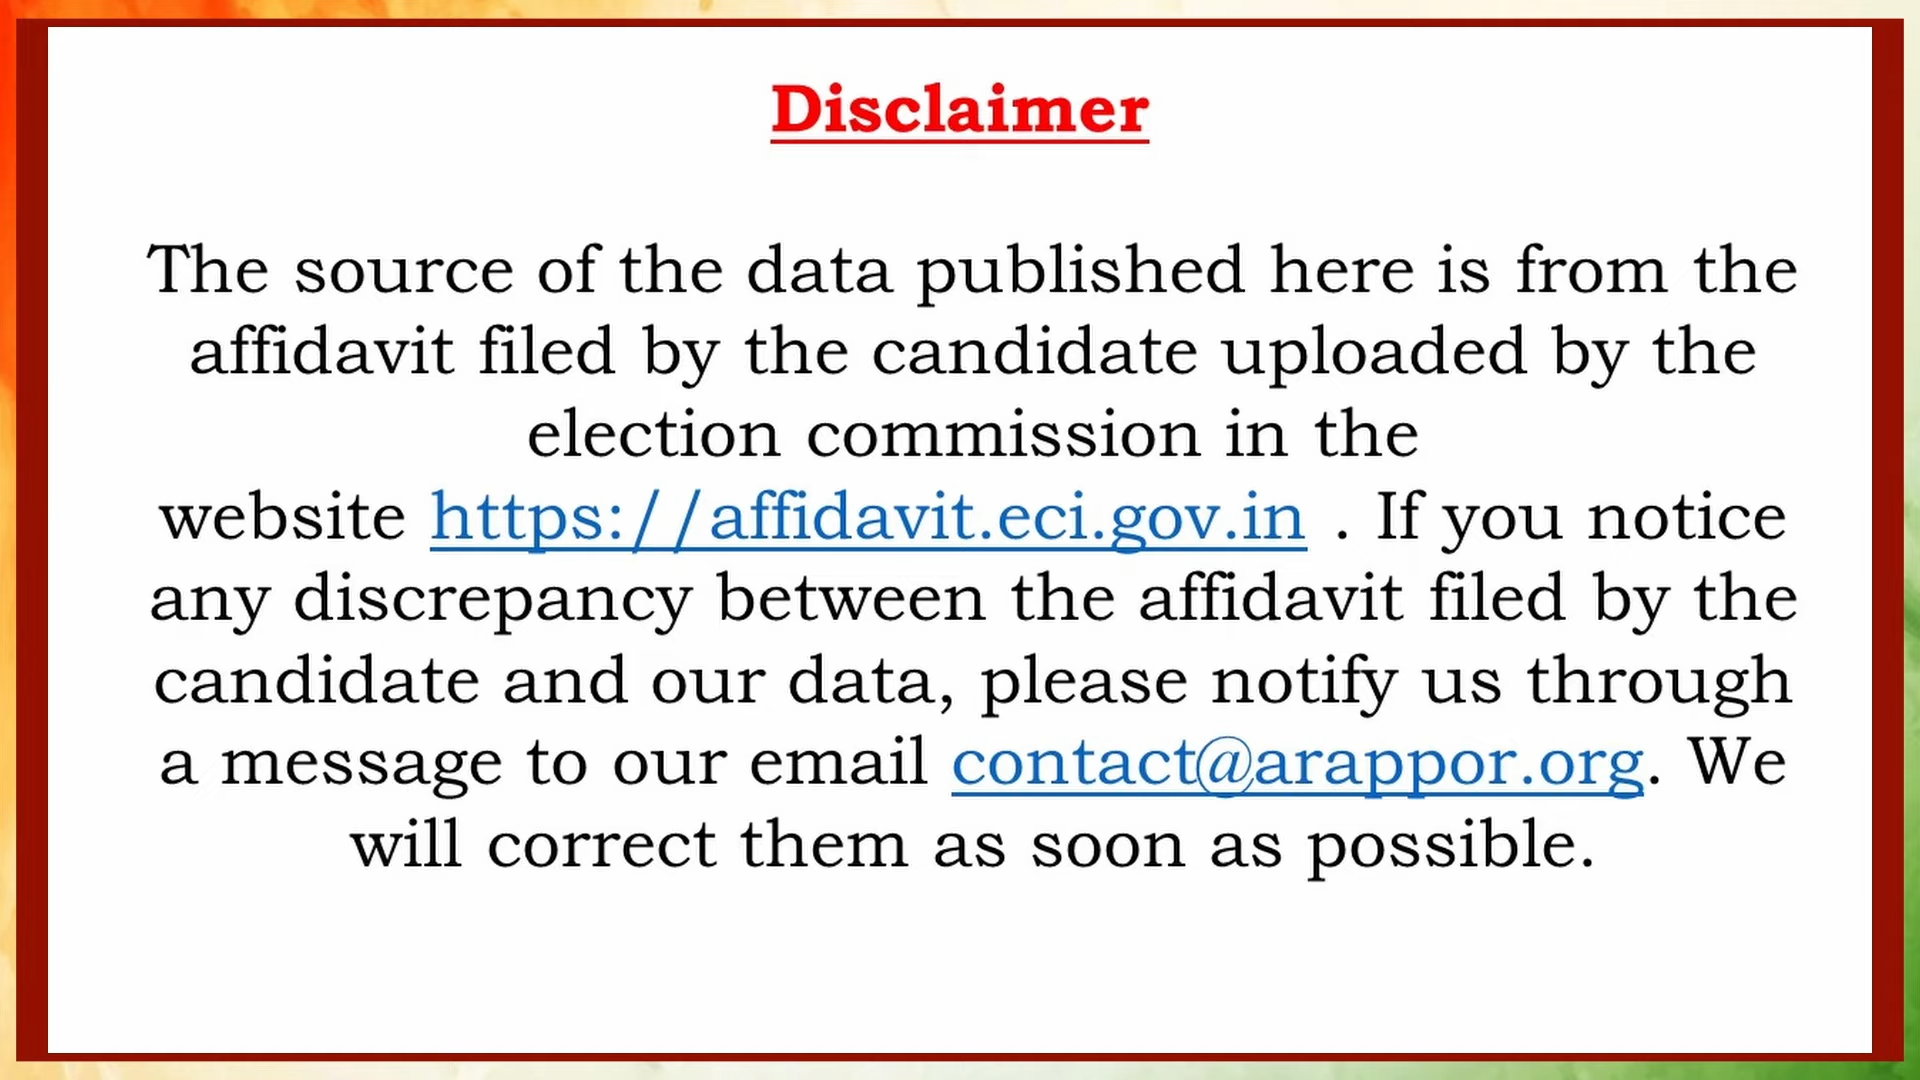 Disclaimer
The source of the data published here is from the
affidavit filed by the candidate uploaded by the
election commission in the
website https://affidavit.eci.gov.in . If you notice
any discrepancy between the affidavit filed by the
candidate and our data, please notify us through
a message to our email contact@arappor.org. We
will correct them as soon as possible.